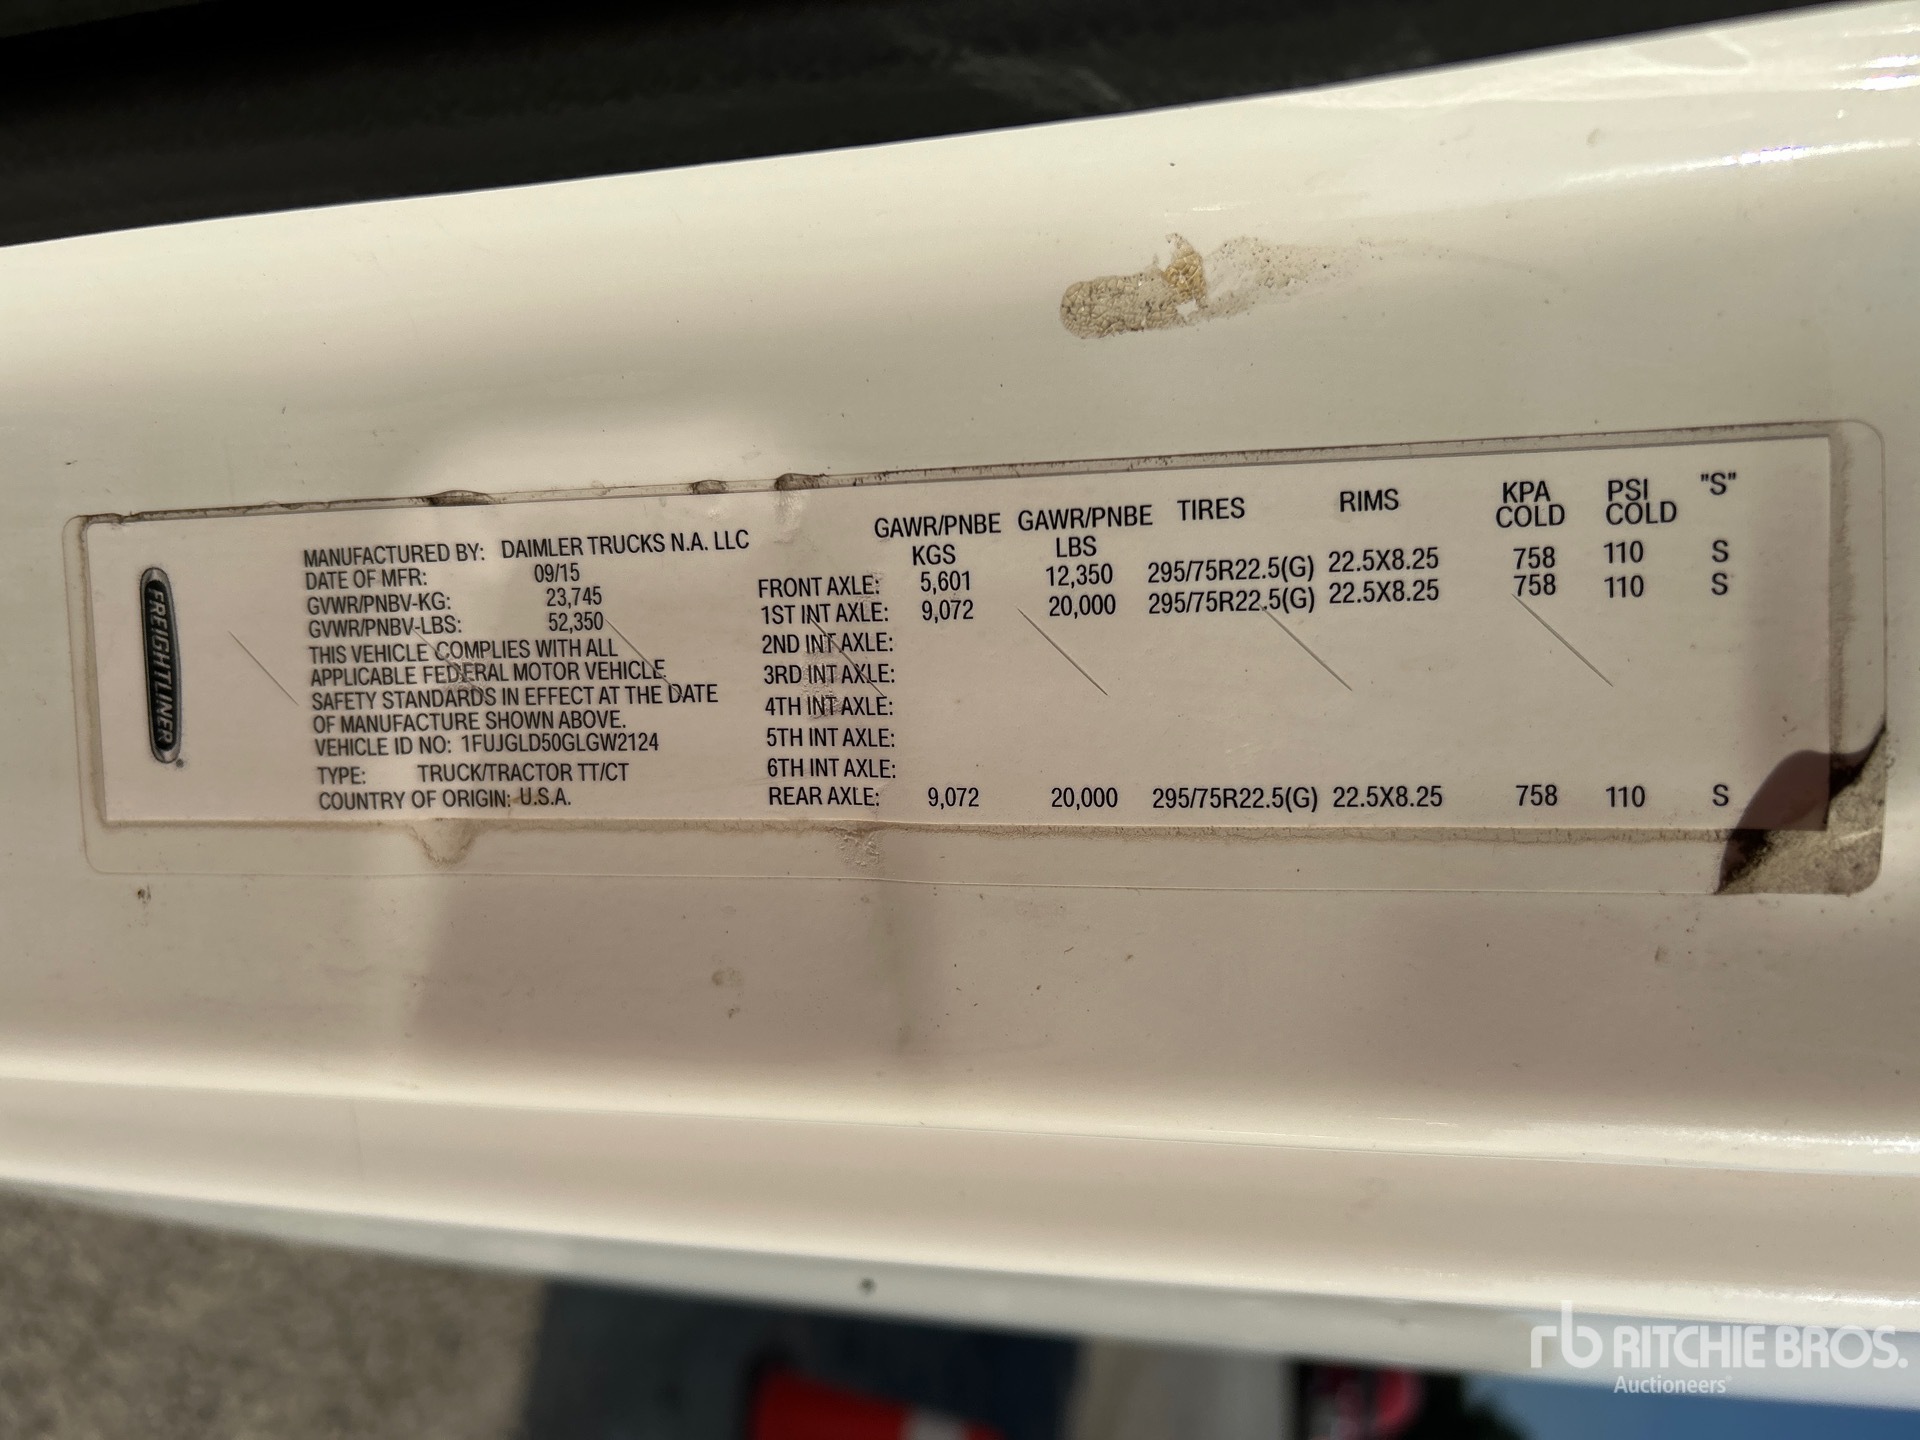 FREIGHTLINER®
MANUFACTURED BY: DAIMLER TRUCKS N.A. LLC
DATE OF MFR: 09/15
GVWR/PNBV-KG: 23,745
GVWR/PNBV-LBS: 52,350
THIS VEHICLE COMPLIES WITH ALL
APPLICABLE FEDERAL MOTOR VEHICLE
SAFETY STANDARDS IN EFFECT AT THE DATE
OF MANUFACTURE SHOWN ABOVE.
VEHICLE ID NO: 1FUJGLD50GLGW2124
TYPE: TRUCK/TRACTOR TT/CT
COUNTRY OF ORIGIN: U.S.A.
GAWR/PNBE GAWR/PNBE TIRES RIMS KPA PSI "S"
KGS LBS COLD COLD
FRONT AXLE: 5,601 12,350 295/75R22.5(G) 22.5X8.25 758 110 S
1ST INT AXLE: 9,072 20,000 295/75R22.5(G) 22.5X8.25 758 110 S
2ND INT AXLE:
3RD INT AXLE:
4TH INT AXLE:
5TH INT AXLE:
6TH INT AXLE:
REAR AXLE: 9,072 20,000 295/75R22.5(G) 22.5X8.25 758 110 S
rb RITCHIE BROS.
Auctioneers